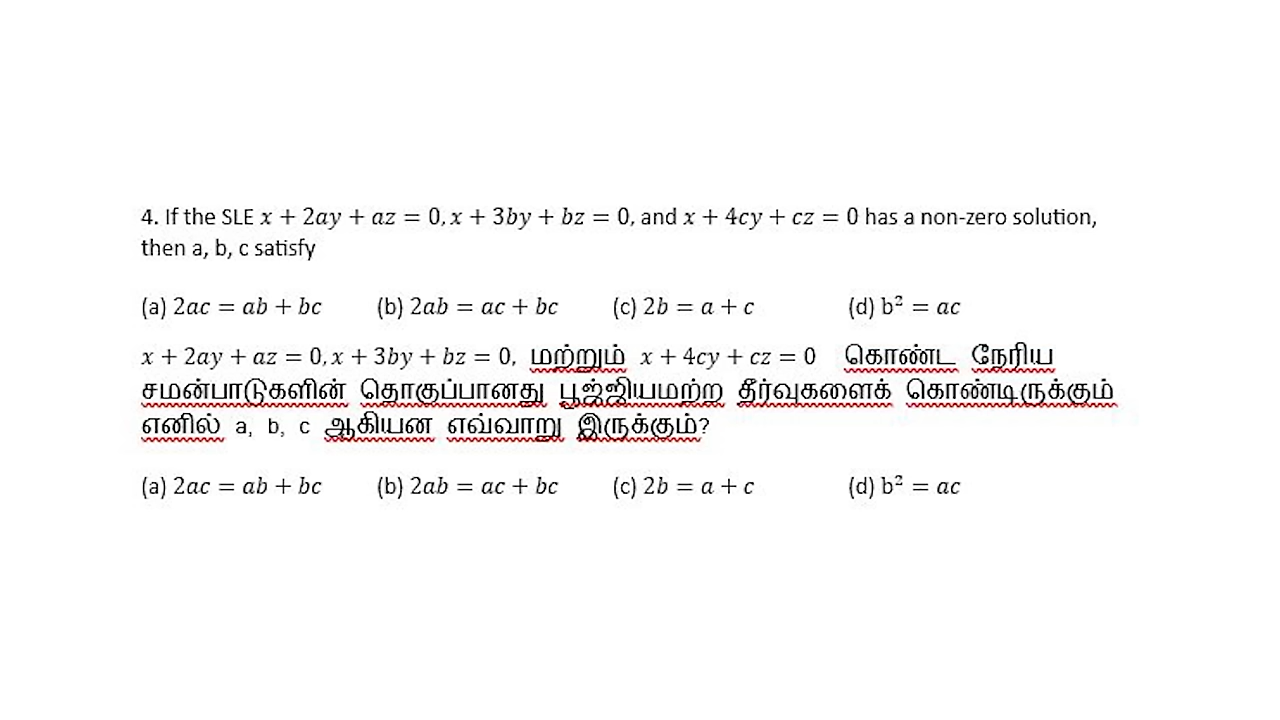 4. If the SLE x + 2ay + az = 0, x + 3by + bz = 0, and x + 4cy + cz = 0 has a non-zero solution,
then a, b, c satisfy
(a) 2ac = ab + bc (b) 2ab = ac + bc (c) 2b = a + c (d) b² = ac
x + 2ay + az = 0, x + 3by + bz = 0, மற்றும் x + 4cy + cz = 0 கொண்ட நேரிய
சமன்பாடுகளின் தொகுப்பானது பூஜ்ஜியமற்ற தீர்வுகளைக் கொண்டிருக்கும்
எனில் a, b, c ஆகியன எவ்வாறு இருக்கும்?
(a) 2ac = ab + bc (b) 2ab = ac + bc (c) 2b = a + c (d) b² = ac